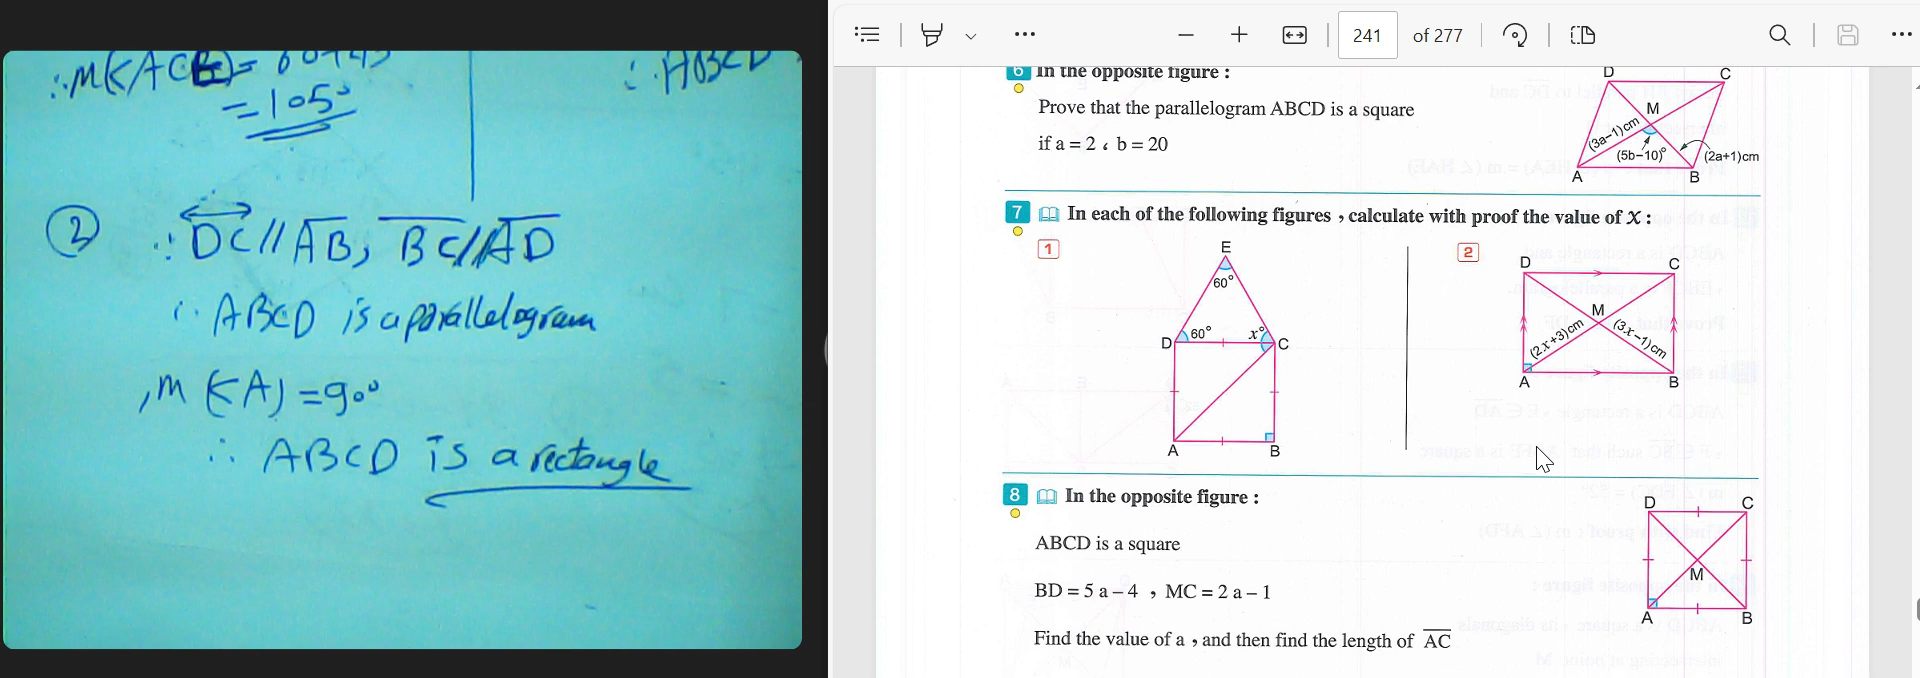 ∴ m(∠ACB) = 60+45
= 105°
∴ ABCD
② ∵ DC // AB, BC // AD
∴ ABCD is a parallelogram
, m(∠A) = 90°
∴ ABCD is a rectangle
241 of 277
6 In the opposite figure :
Prove that the parallelogram ABCD is a square
if a = 2 , b = 20
D C
M
(3a−1)cm
(5b−10)° (2a+1)cm
A B
7 In each of the following figures , calculate with proof the value of X :
1
E
60°
D 60° x° C
A B
2
D C
M
(2x+3)cm (3x−1)cm
A B
8 In the opposite figure :
ABCD is a square
BD = 5 a − 4 , MC = 2 a − 1
Find the value of a , and then find the length of AC
D C
M
A B